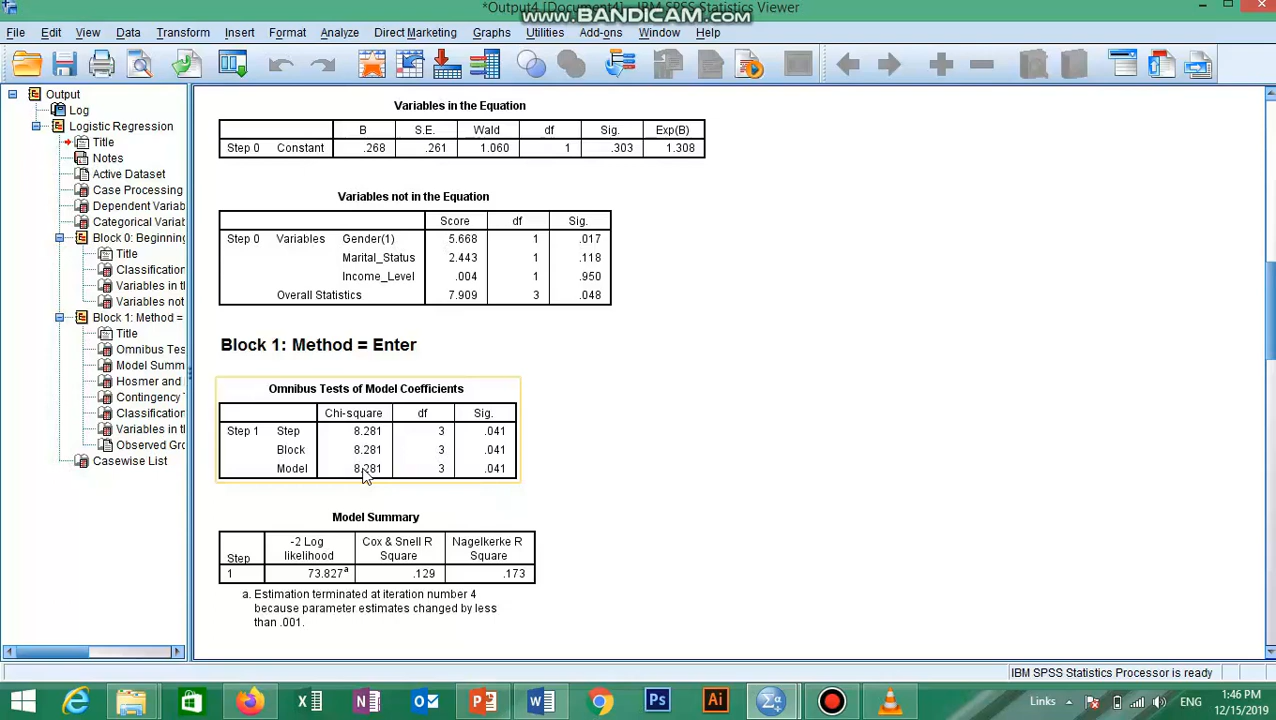 *Output4 [Document4] - IBM SPSS Statistics Viewer
www.BANDICAM.com
File Edit View Data Transform Insert Format Analyze Direct Marketing Graphs Utilities Add-ons Window Help
Output
Log
Logistic Regression
Title
Notes
Active Dataset
Case Processing
Dependent Variab
Categorical Variab
Block 0: Beginning
Title
Classification
Variables in th
Variables not
Block 1: Method =
Title
Omnibus Tes
Model Summ
Hosmer and
Contingency
Classification
Variables in th
Observed Gro
Casewise List
Variables in the Equation
B S.E. Wald df Sig. Exp(B)
Step 0 Constant .268 .261 1.060 1 .303 1.308
Variables not in the Equation
Score df Sig.
Step 0 Variables Gender(1) 5.668 1 .017
Marital_Status 2.443 1 .118
Income_Level .004 1 .950
Overall Statistics 7.909 3 .048
Block 1: Method = Enter
Omnibus Tests of Model Coefficients
Chi-square df Sig.
Step 1 Step 8.281 3 .041
Block 8.281 3 .041
Model 8.281 3 .041
Model Summary
Step -2 Log likelihood Cox & Snell R Square Nagelkerke R Square
1 73.827a .129 .173
a. Estimation terminated at iteration number 4
because parameter estimates changed by less
than .001.
IBM SPSS Statistics Processor is ready
Links ENG 1:46 PM
12/15/2019